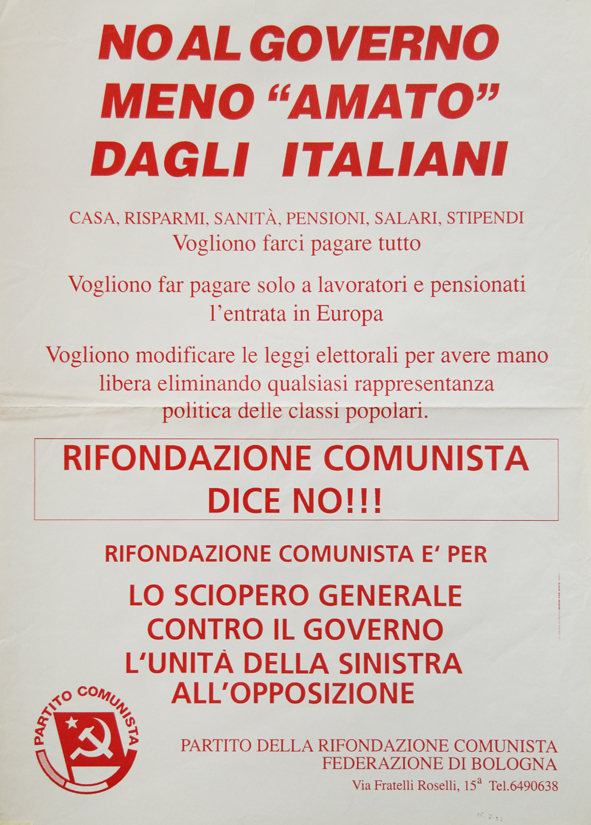 NO AL GOVERNO
MENO “AMATO”
DAGLI ITALIANI
CASA, RISPARMI, SANITÀ, PENSIONI, SALARI, STIPENDI
Vogliono farci pagare tutto
Vogliono far pagare solo a lavoratori e pensionati
l’entrata in Europa
Vogliono modificare le leggi elettorali per avere mano
libera eliminando qualsiasi rappresentanza
politica delle classi popolari.
RIFONDAZIONE COMUNISTA
DICE NO!!!
RIFONDAZIONE COMUNISTA E‘ PER
LO SCIOPERO GENERALE
CONTRO IL GOVERNO
L‘UNITÀ DELLA SINISTRA
ALL’OPPOSIZIONE
PARTITO COMUNISTA
PARTITO DELLA RIFONDAZIONE COMUNISTA
FEDERAZIONE DI BOLOGNA
Via Fratelli Roselli, 15ª Tel.6490638